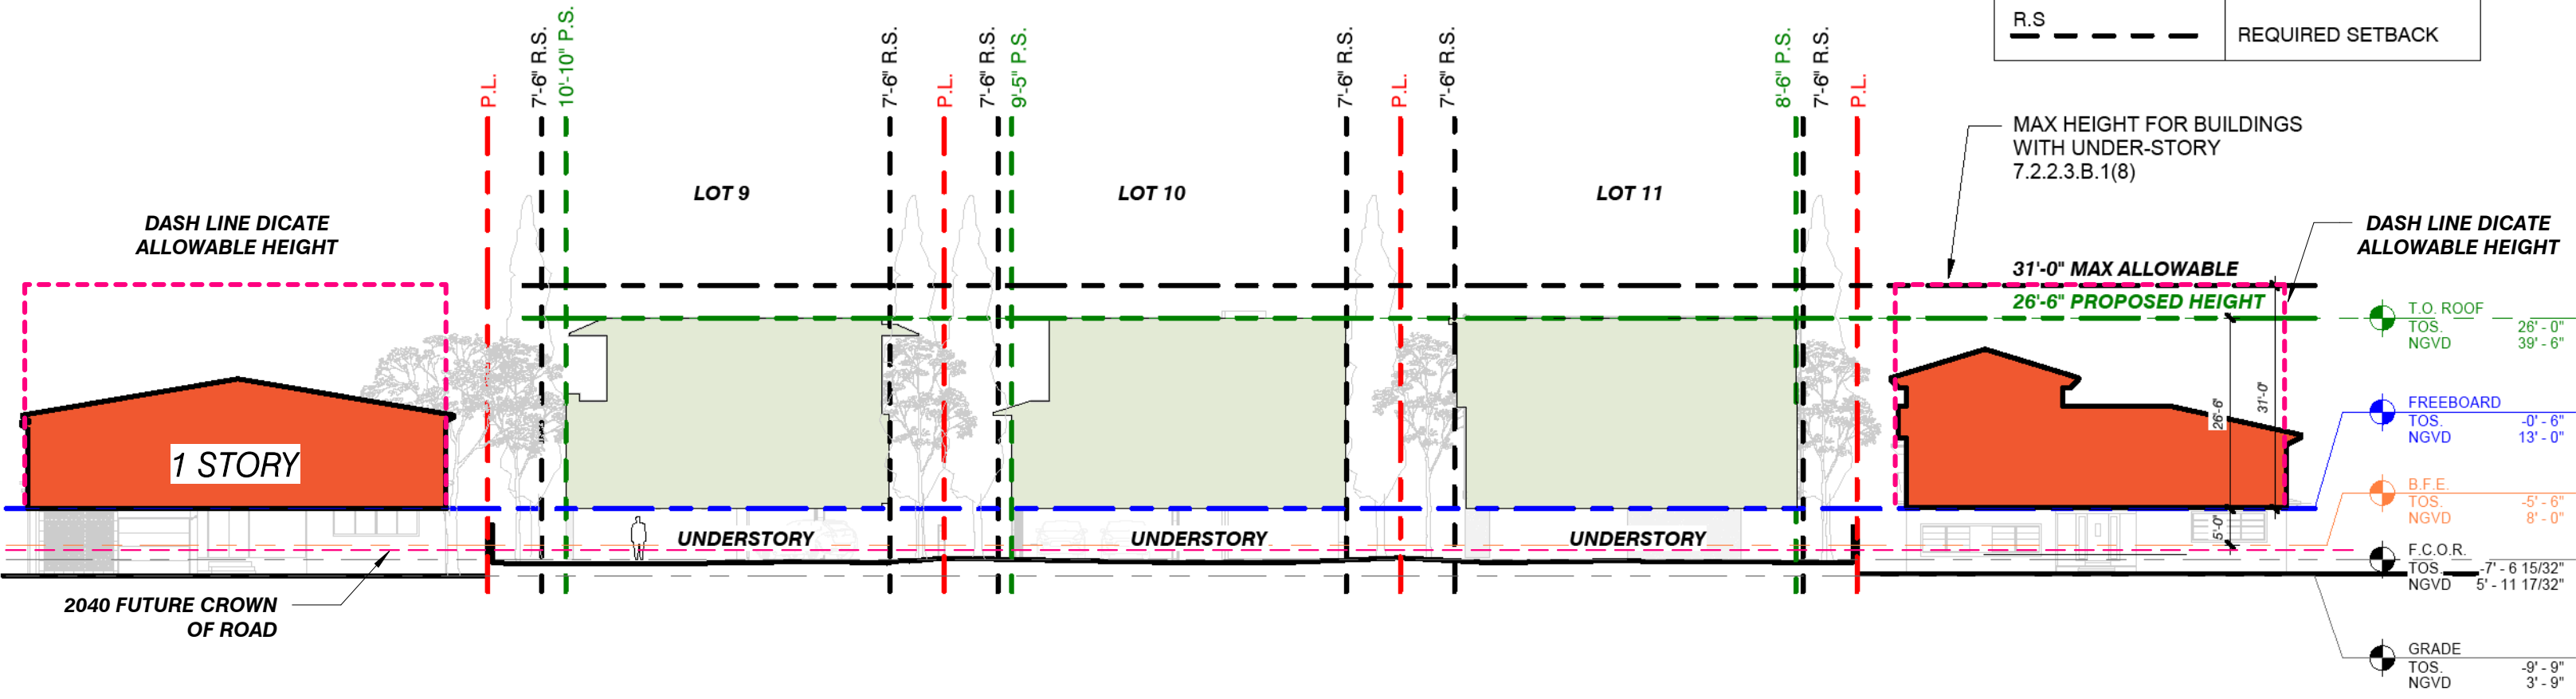 R.S
REQUIRED SETBACK
P.L.
7'-6" R.S.
10'-10" P.S.
7'-6" R.S.
P.L.
7'-6" R.S.
9'-5" P.S.
7'-6" R.S.
P.L.
7'-6" R.S.
8'-6" P.S.
7'-6" R.S.
P.L.
MAX HEIGHT FOR BUILDINGS
WITH UNDER-STORY
7.2.2.3.B.1(8)
LOT 9
LOT 10
LOT 11
DASH LINE DICATE
ALLOWABLE HEIGHT
DASH LINE DICATE
ALLOWABLE HEIGHT
31'-0" MAX ALLOWABLE
26'-6" PROPOSED HEIGHT
T.O. ROOF
TOS. 26' - 0"
NGVD 39' - 6"
26'-6"
31'-0"
FREEBOARD
TOS. -0' - 6"
NGVD 13' - 0"
1 STORY
B.F.E.
TOS. -5' - 6"
NGVD 8' - 0"
5'-0"
UNDERSTORY
UNDERSTORY
UNDERSTORY
F.C.O.R.
TOS. -7' - 6 15/32"
NGVD 5' - 11 17/32"
2040 FUTURE CROWN
OF ROAD
GRADE
TOS. -9' - 9"
NGVD 3' - 9"